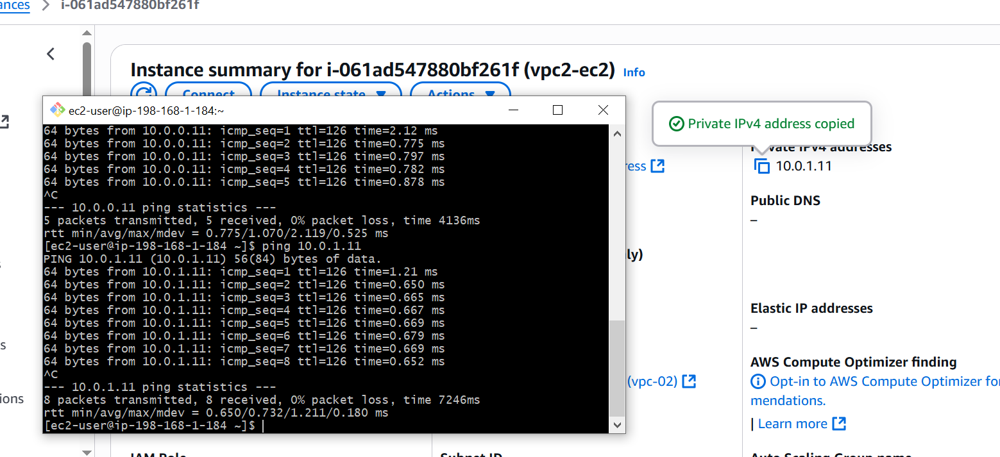 ances > i-061ad547880bf261f
Instance summary for i-061ad547880bf261f (vpc2-ec2) Info
Connect Instance state Actions
ec2-user@ip-198-168-1-184:~
64 bytes from 10.0.0.11: icmp_seq=1 ttl=126 time=2.12 ms
64 bytes from 10.0.0.11: icmp_seq=2 ttl=126 time=0.775 ms
64 bytes from 10.0.0.11: icmp_seq=3 ttl=126 time=0.797 ms
64 bytes from 10.0.0.11: icmp_seq=4 ttl=126 time=0.782 ms
64 bytes from 10.0.0.11: icmp_seq=5 ttl=126 time=0.878 ms
^C
--- 10.0.0.11 ping statistics ---
5 packets transmitted, 5 received, 0% packet loss, time 4136ms
rtt min/avg/max/mdev = 0.775/1.070/2.119/0.525 ms
[ec2-user@ip-198-168-1-184 ~]$ ping 10.0.1.11
PING 10.0.1.11 (10.0.1.11) 56(84) bytes of data.
64 bytes from 10.0.1.11: icmp_seq=1 ttl=126 time=1.21 ms
64 bytes from 10.0.1.11: icmp_seq=2 ttl=126 time=0.650 ms
64 bytes from 10.0.1.11: icmp_seq=3 ttl=126 time=0.665 ms
64 bytes from 10.0.1.11: icmp_seq=4 ttl=126 time=0.667 ms
64 bytes from 10.0.1.11: icmp_seq=5 ttl=126 time=0.669 ms
64 bytes from 10.0.1.11: icmp_seq=6 ttl=126 time=0.679 ms
64 bytes from 10.0.1.11: icmp_seq=7 ttl=126 time=0.669 ms
64 bytes from 10.0.1.11: icmp_seq=8 ttl=126 time=0.652 ms
^C
--- 10.0.1.11 ping statistics ---
8 packets transmitted, 8 received, 0% packet loss, time 7246ms
rtt min/avg/max/mdev = 0.650/0.732/1.211/0.180 ms
[ec2-user@ip-198-168-1-184 ~]$
Private IPv4 address copied
Private IPv4 addresses
ress
10.0.1.11
Public DNS
–
ly)
Elastic IP addresses
–
AWS Compute Optimizer finding
(vpc-02)
Opt-in to AWS Compute Optimizer for
mendations.
| Learn more
s
ions
IAM Role
Subnet ID
Auto Scaling Group name